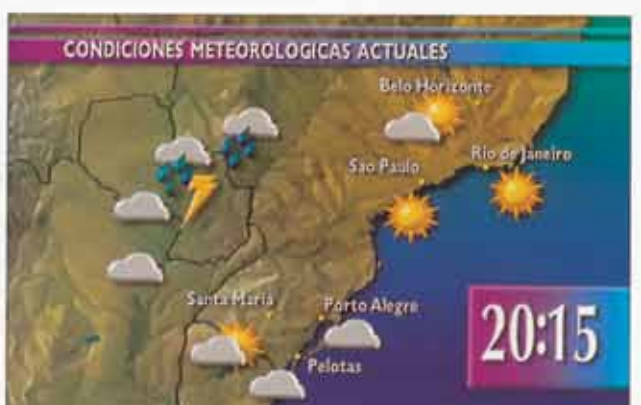 CONDICIONES METEOROLOGICAS ACTUALES
Belo Horizonte
Sao Paulo
Rio de Janeiro
Santa Maria
Porto Alegre
Pelotas
20:15